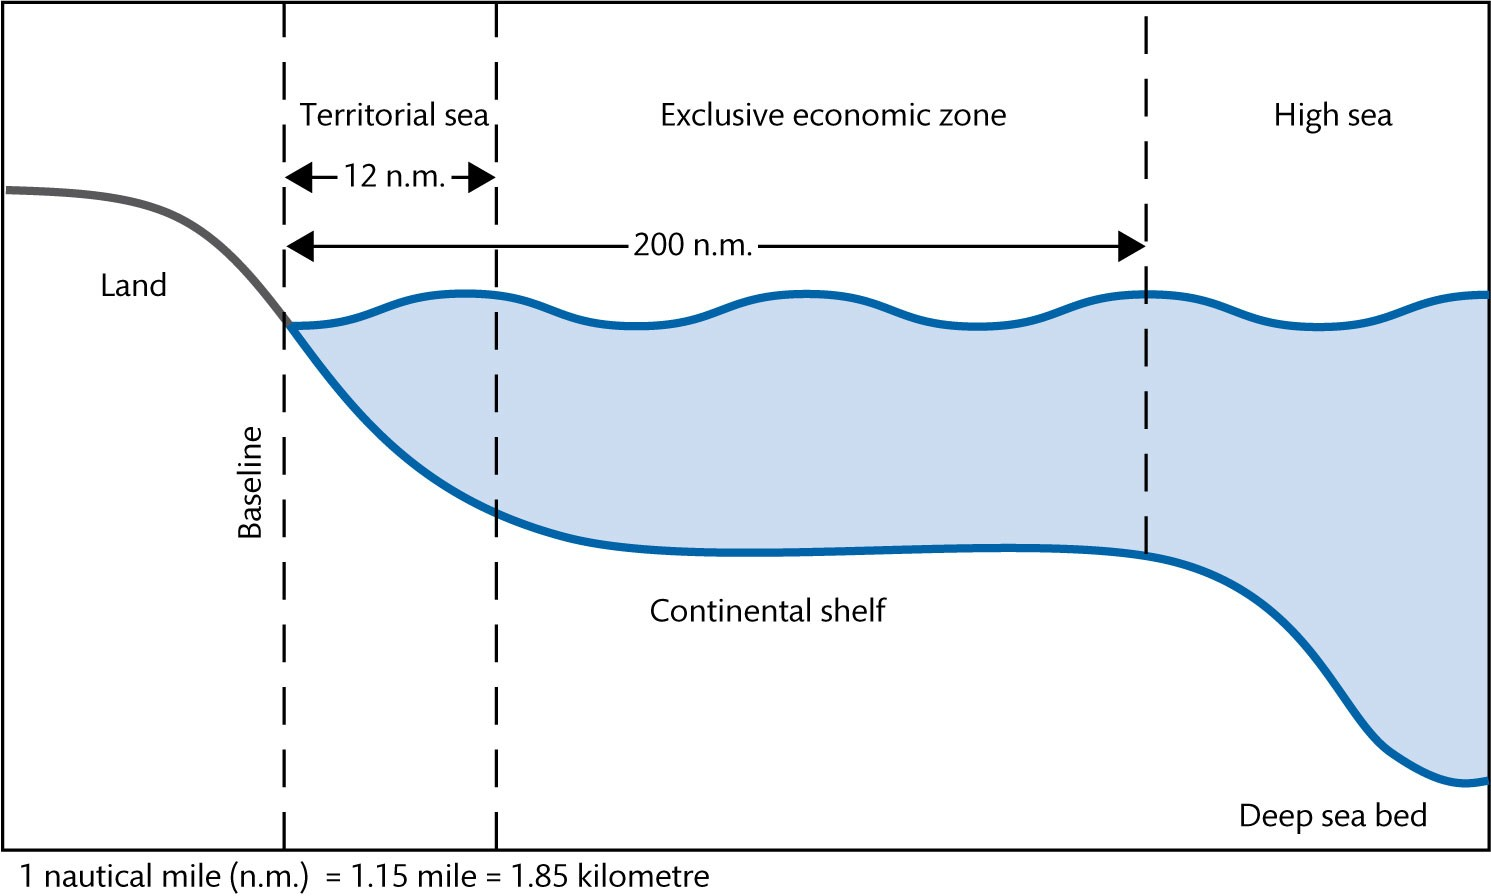 Territorial sea
Exclusive economic zone
High sea
12 n.m.
200 n.m.
Land
Baseline
Continental shelf
Deep sea bed
1 nautical mile (n.m.) = 1.15 mile = 1.85 kilometre